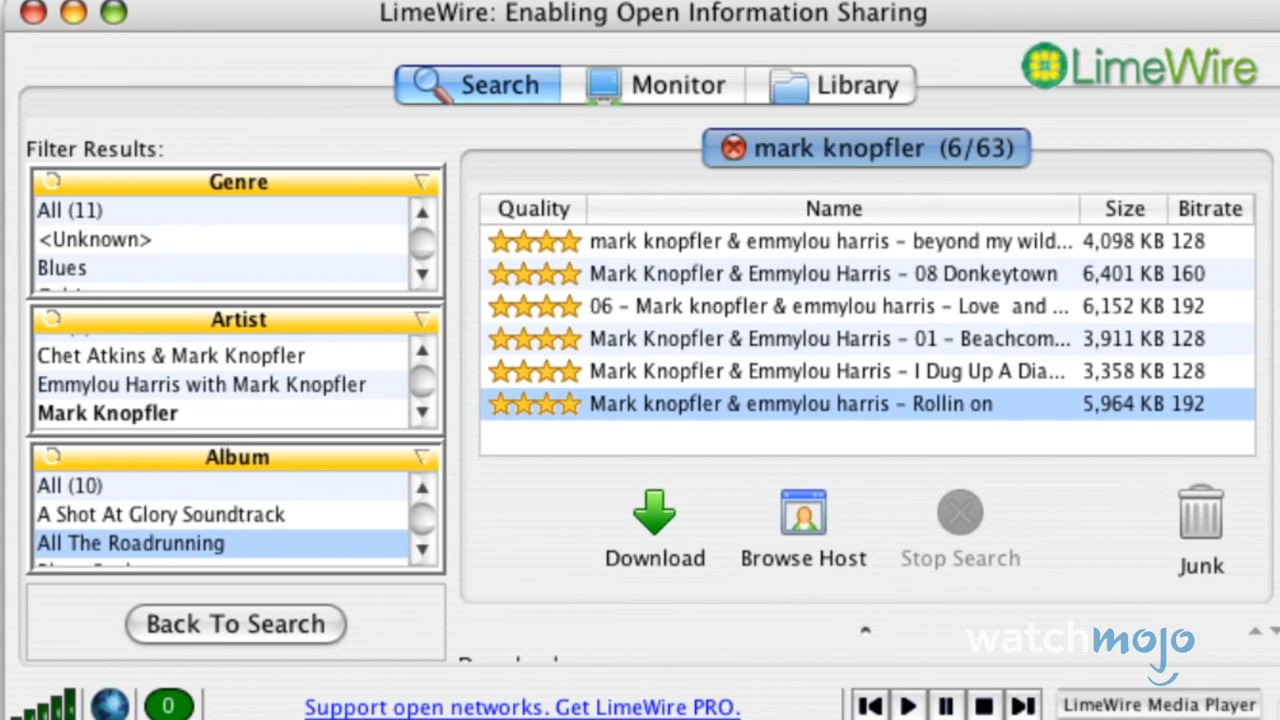 LimeWire: Enabling Open Information Sharing
LimeWire
Search
Monitor
Library
Filter Results:
mark knopfler (6/63)
Genre
All (11)
<Unknown>
Blues
Artist
Chet Atkins & Mark Knopfler
Emmylou Harris with Mark Knopfler
Mark Knopfler
Album
All (10)
A Shot At Glory Soundtrack
All The Roadrunning
Back To Search
Quality Name Size Bitrate
mark knopfler & emmylou harris - beyond my wild... 4,098 KB 128
Mark Knopfler & Emmylou Harris - 08 Donkeytown 6,401 KB 160
06 - Mark knopfler & emmylou harris - Love and ... 6,152 KB 192
Mark Knopfler & Emmylou Harris - 01 - Beachcom... 3,911 KB 128
Mark Knopfler & Emmylou Harris - I Dug Up A Dia... 3,358 KB 128
Mark knopfler & emmylou harris - Rollin on 5,964 KB 192
Download
Browse Host
Stop Search
Junk
watchmojo
0
Support open networks. Get LimeWire PRO.
LimeWire Media Player